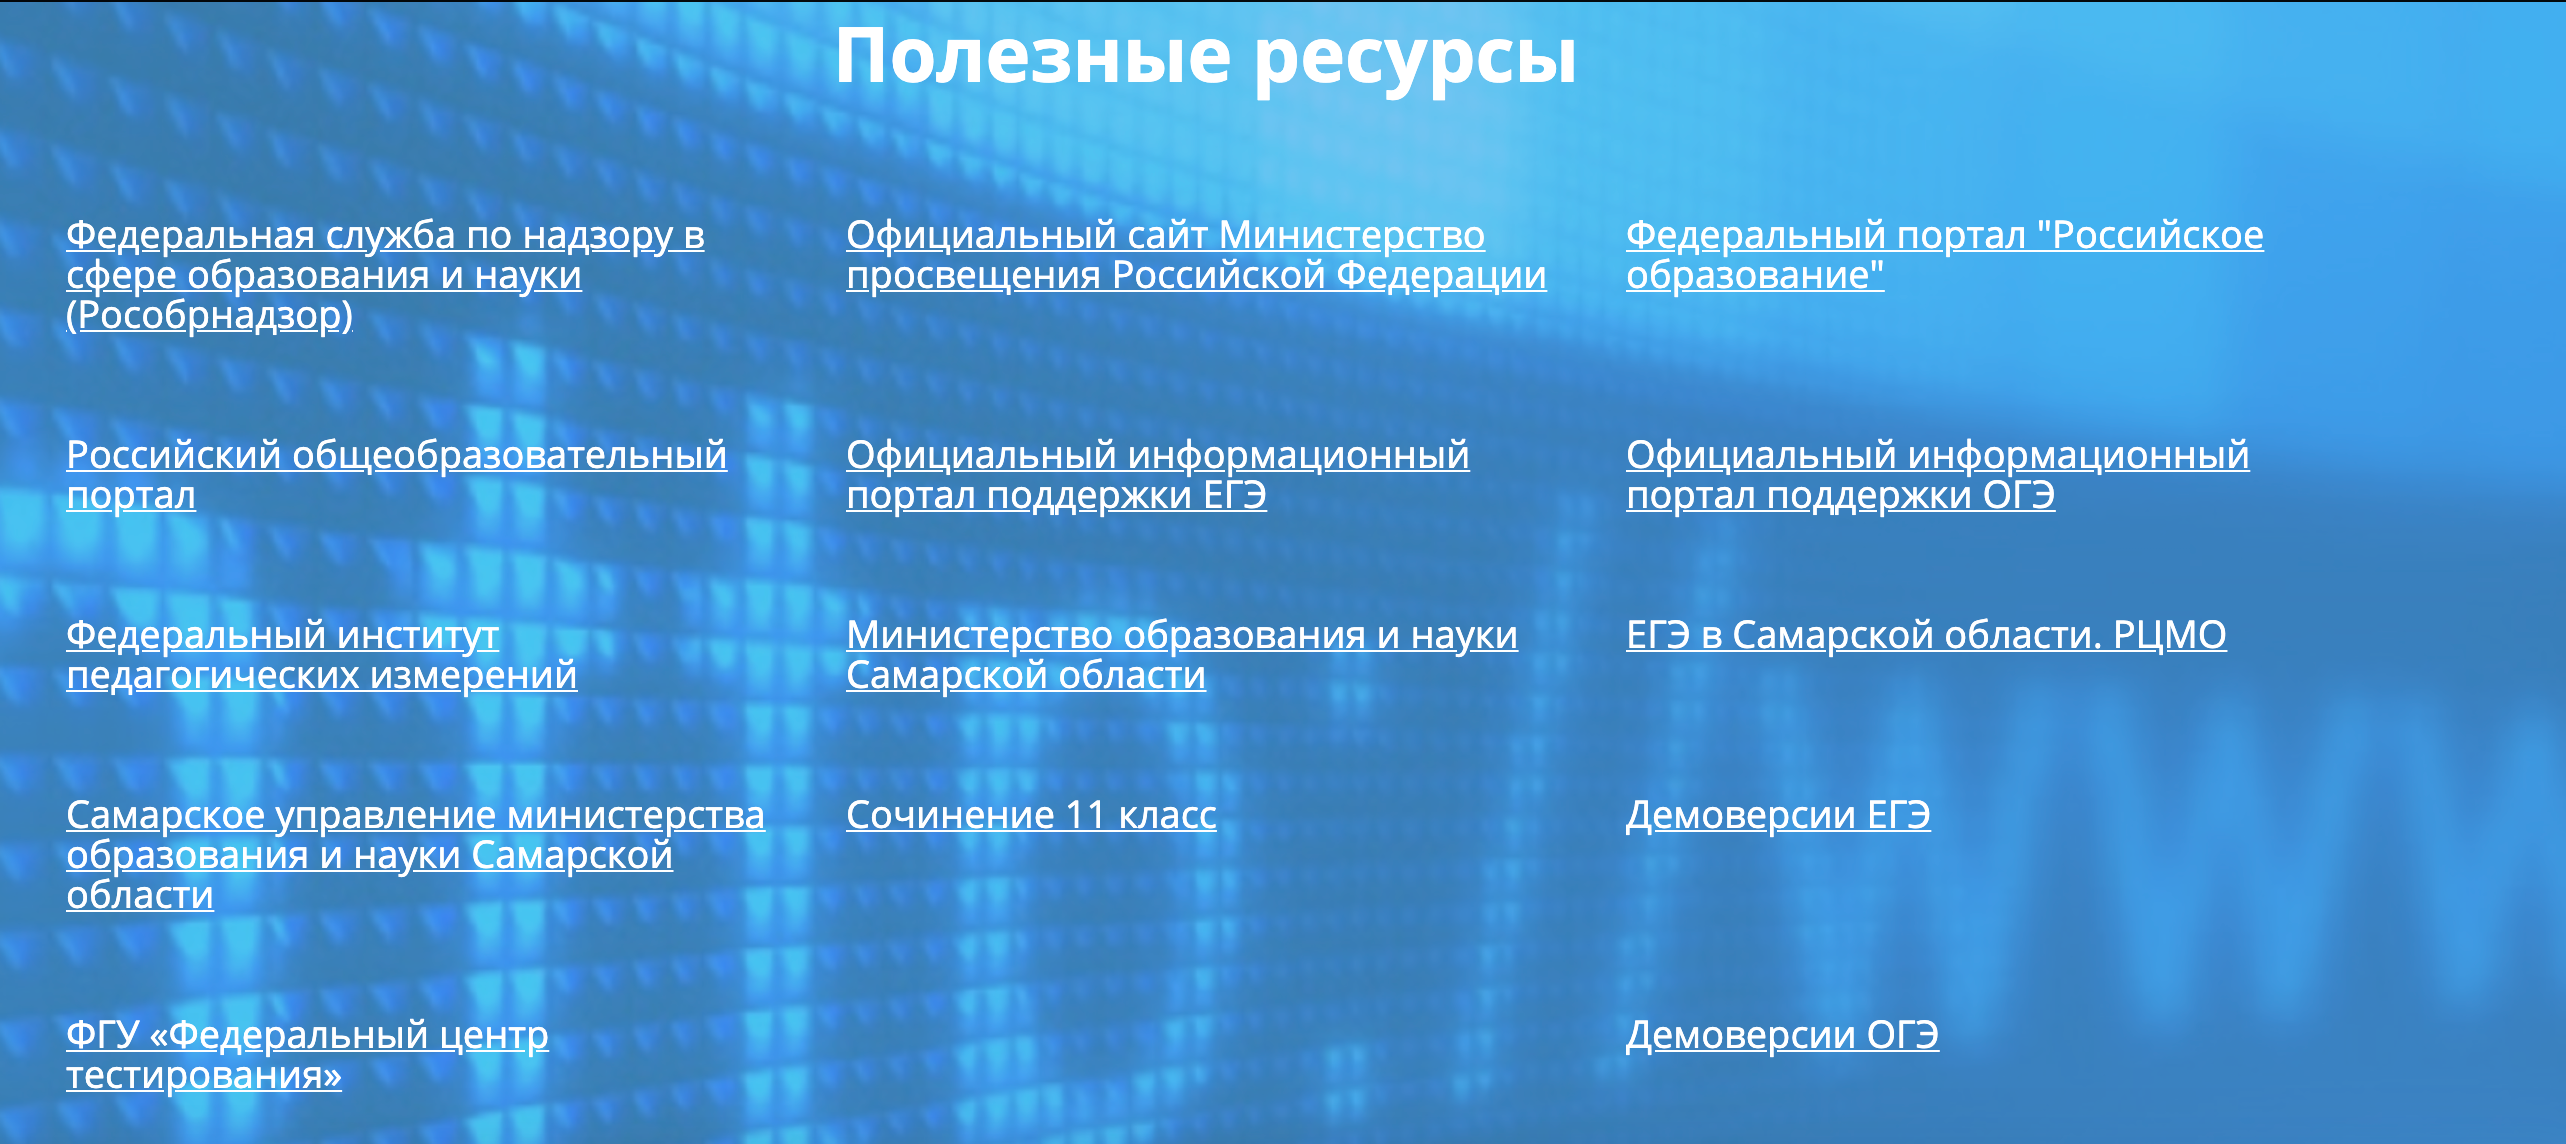 Полезные ресурсы
Федеральная служба по надзору в
сфере образования и науки
(Рособрнадзор)
Официальный сайт Министерство
просвещения Российской Федерации
Федеральный портал "Российское
образование"
Российский общеобразовательный
портал
Официальный информационный
портал поддержки ЕГЭ
Официальный информационный
портал поддержки ОГЭ
Федеральный институт
педагогических измерений
Министерство образования и науки
Самарской области
ЕГЭ в Самарской области. РЦМО
Самарское управление министерства
образования и науки Самарской
области
Сочинение 11 класс
Демоверсии ЕГЭ
ФГУ «Федеральный центр
тестирования»
Демоверсии ОГЭ